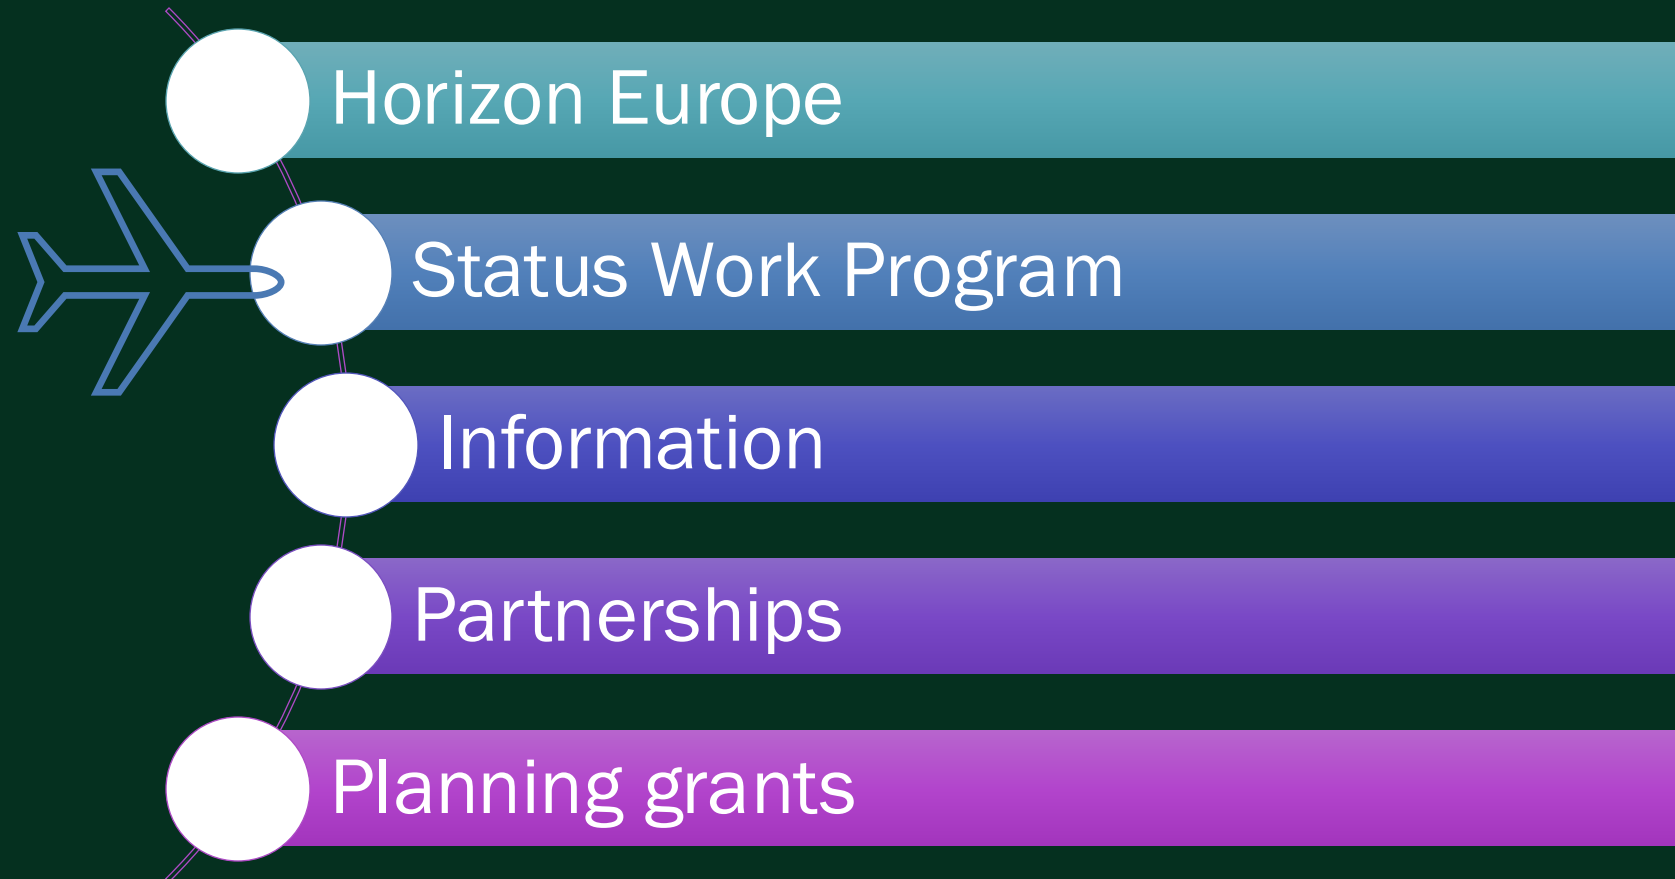 Horizon Europe
Status Work Program
Information
Partnerships
Planning grants